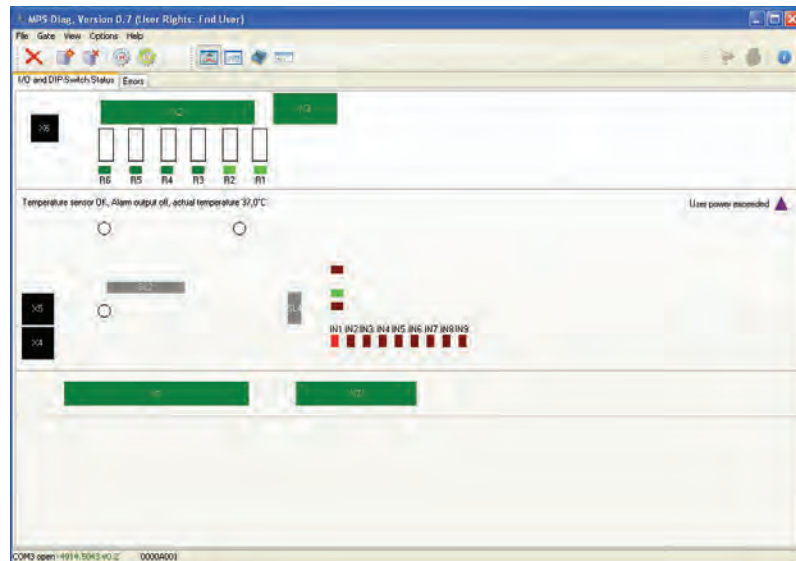 MPS Diag, Version 0.7 (User Rights: End User)
File Gate View Options Help
I/O and DIP-Switch Status Errors
X6
R6 R5 R4 R3 R2 R1
Temperature sensor OK, Alarm output off, actual temperature 37,0°C
User power exceeded
SL2
X5
SL4
IN1 IN2 IN3 IN4 IN5 IN6 IN7 IN8 IN9
X4
COM3 open 0000A001